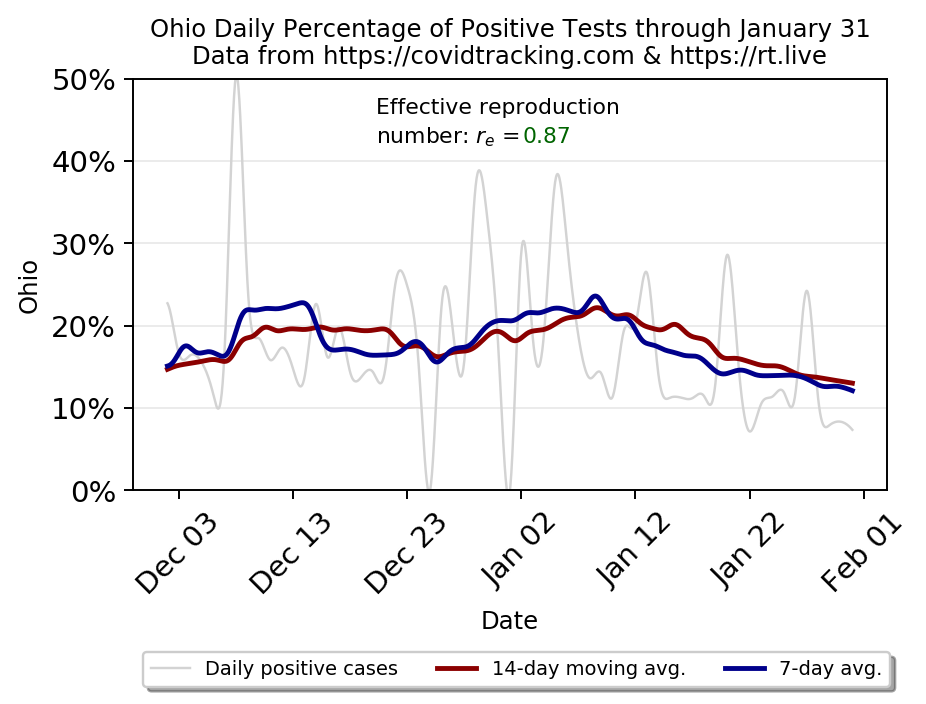 Ohio Daily Percentage of Positive Tests through January 31
Data from https://covidtracking.com & https://rt.live
50%
40%
30%
20%
10%
0%
Ohio
Effective reproduction
number: rₑ =0.87
Dec 03
Dec 13
Dec 23
Jan 02
Jan 12
Jan 22
Feb 01
Date
Daily positive cases
14-day moving avg.
7-day avg.